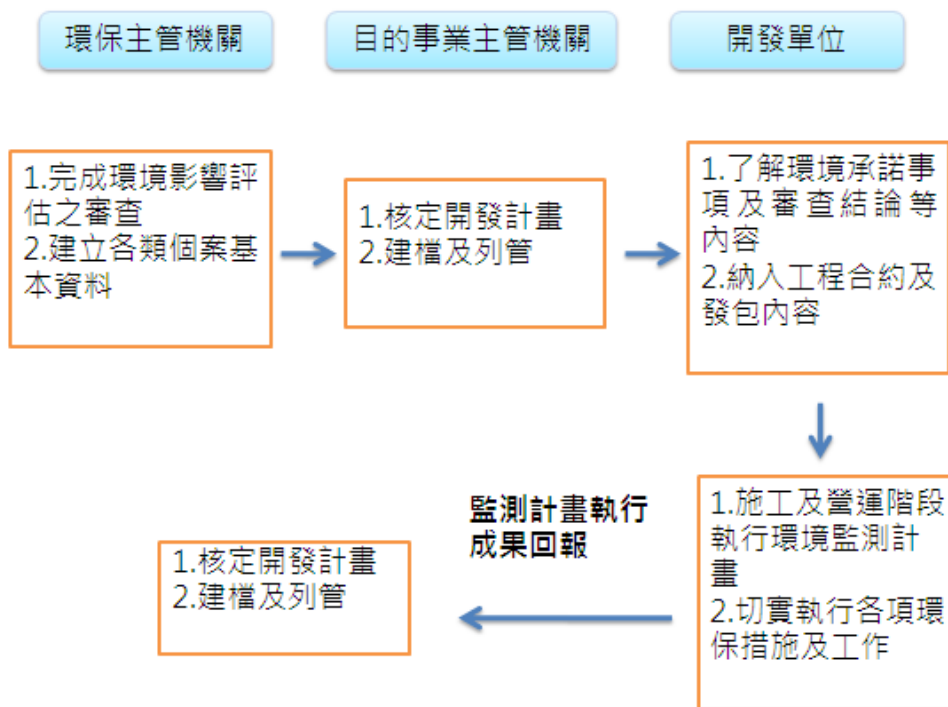 環保主管機關
目的事業主管機關
開發單位
1.完成環境影響評
估之審查
2.建立各類個案基
本資料
1.核定開發計畫
2.建檔及列管
1.了解環境承諾事
項及審查結論等
內容
2.納入工程合約及
發包內容
1.施工及營運階段
執行環境監測計
畫
2.切實執行各項環
保措施及工作
監測計畫執行
成果回報
1.核定開發計畫
2.建檔及列管